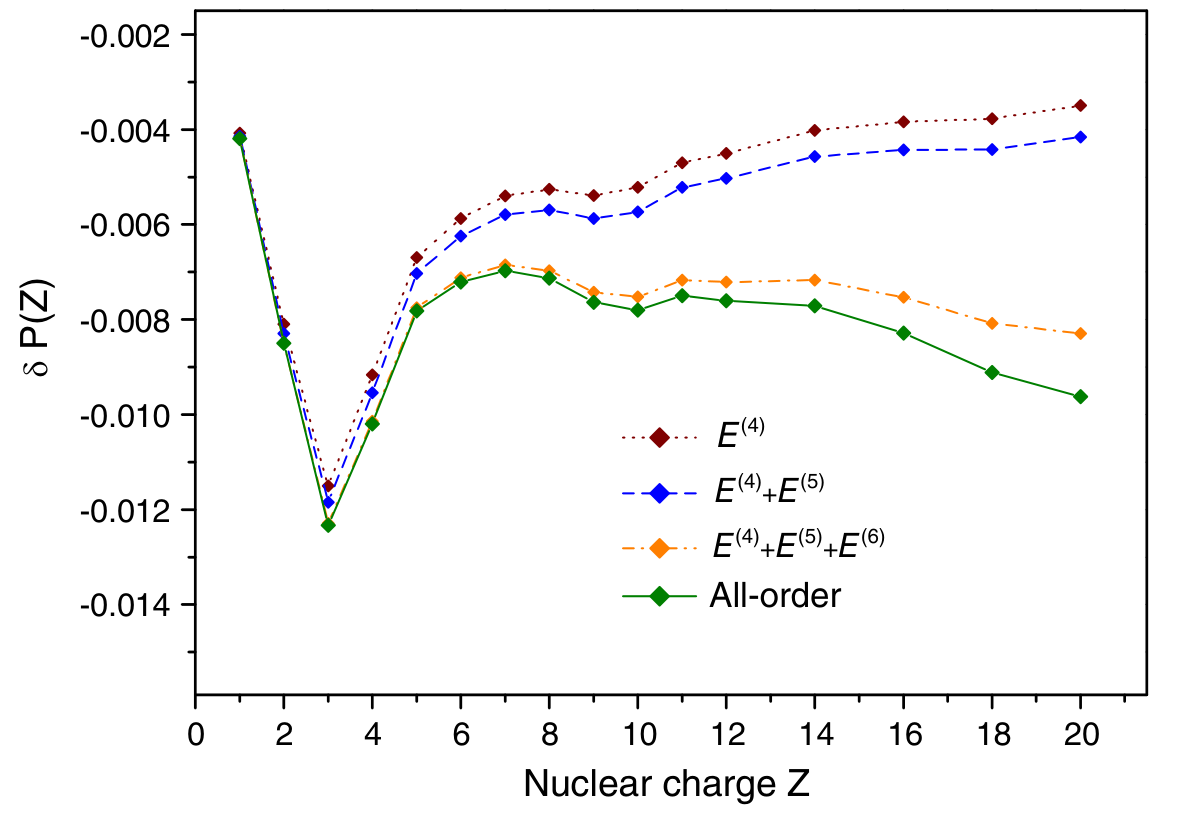 -0.002
-0.004
-0.006
-0.008
-0.010
-0.012
-0.014
δ P(Z)
E(4)
E(4)+E(5)
E(4)+E(5)+E(6)
All-order
0 2 4 6 8 10 12 14 16 18 20
Nuclear charge Z